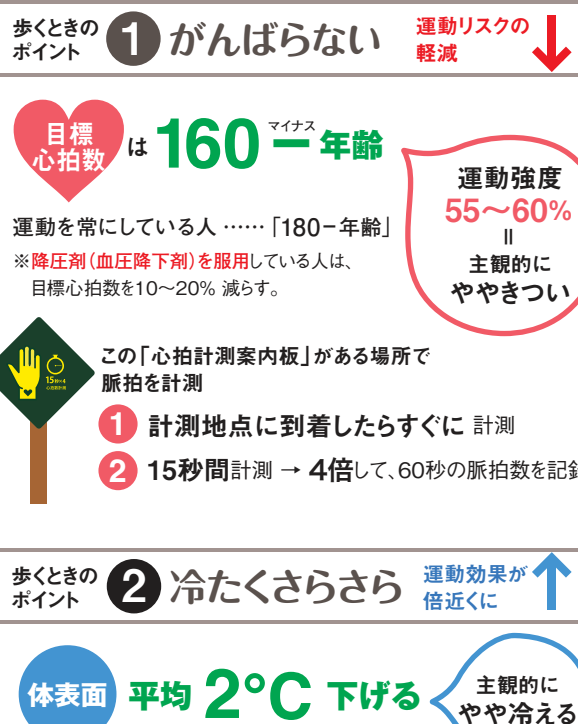 歩くときの
ポイント
1 がんばらない
運動リスクの
軽減
目標
心拍数
は 160 マイナス ー 年齢
運動強度
55〜60%
=
主観的に
ややきつい
運動を常にしている人 ……「180−年齢」
※降圧剤（血圧降下剤）を服用している人は、
目標心拍数を10〜20% 減らす。
15秒×4
この「心拍計測案内板」がある場所で
脈拍を計測
1 計測地点に到着したらすぐに 計測
2 15秒間計測 → 4倍して、60秒の脈拍数を記録
歩くときの
ポイント
2 冷たくさらさら
運動効果が
倍近くに
体表面 平均 2°C 下げる
主観的に
やや冷える